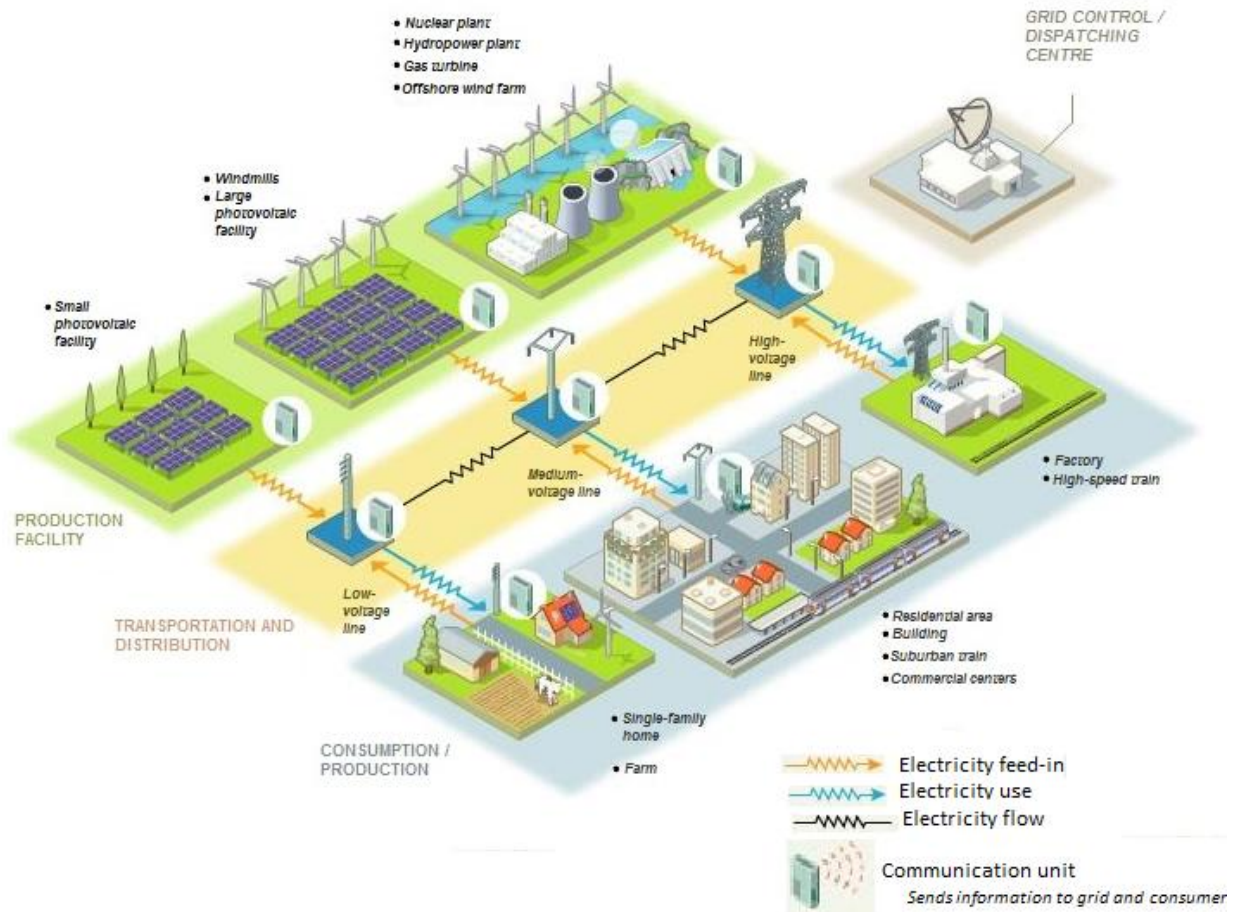 • Nuclear plant
• Hydropower plant
• Gas turbine
• Offshore wind farm
GRID CONTROL /
DISPATCHING
CENTRE
• Windmills
• Large
photovoltaic
facility
• Small
photovoltaic
facility
High-
voltage
line
Medium-
voltage line
• Factory
• High-speed train
PRODUCTION
FACILITY
Low-
voltage
line
TRANSPORTATION AND
DISTRIBUTION
• Residential area
• Building
• Suburban train
• Commercial centers
• Single-family
home
• Farm
CONSUMPTION /
PRODUCTION
Electricity feed-in
Electricity use
Electricity flow
Communication unit
Sends information to grid and consumer